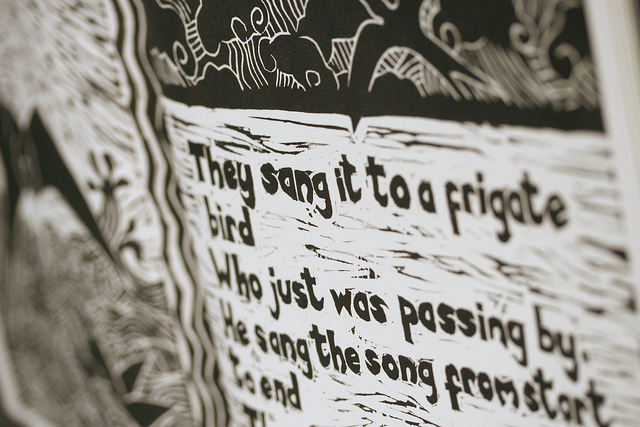 They sang it to a frigate
bird
Who just was passing by.
He sang the song from start
to end